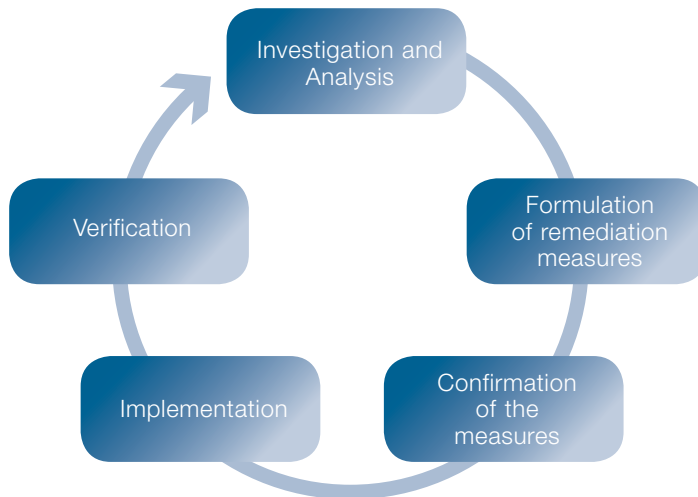 Investigation and
Analysis
Formulation
of remediation
measures
Confirmation
of the
measures
Implementation
Verification